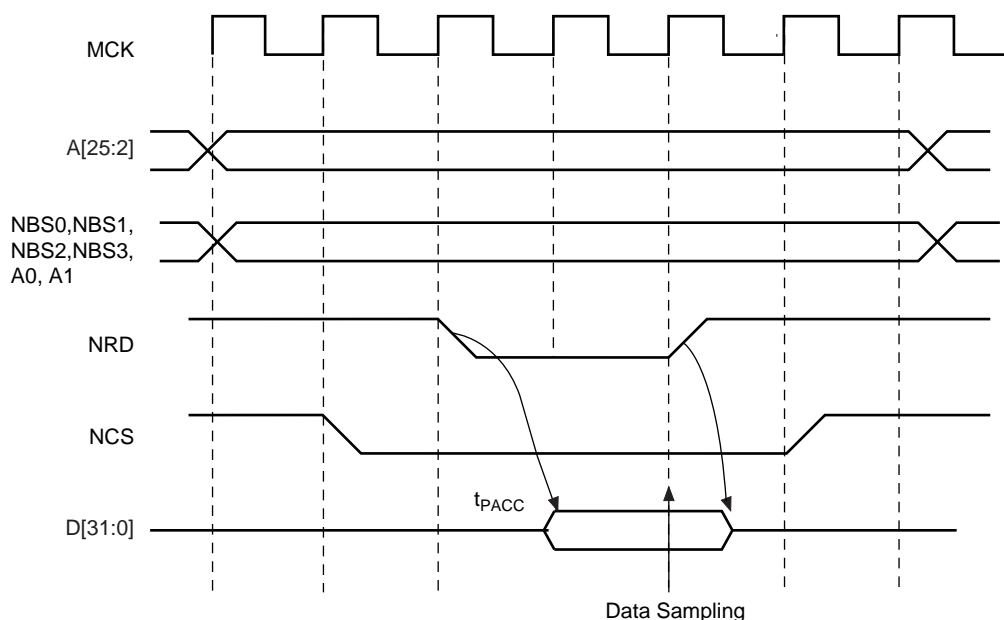 MCK
A[25:2]
NBS0,NBS1,
NBS2,NBS3,
A0, A1
NRD
NCS
tPACC
D[31:0]
Data Sampling